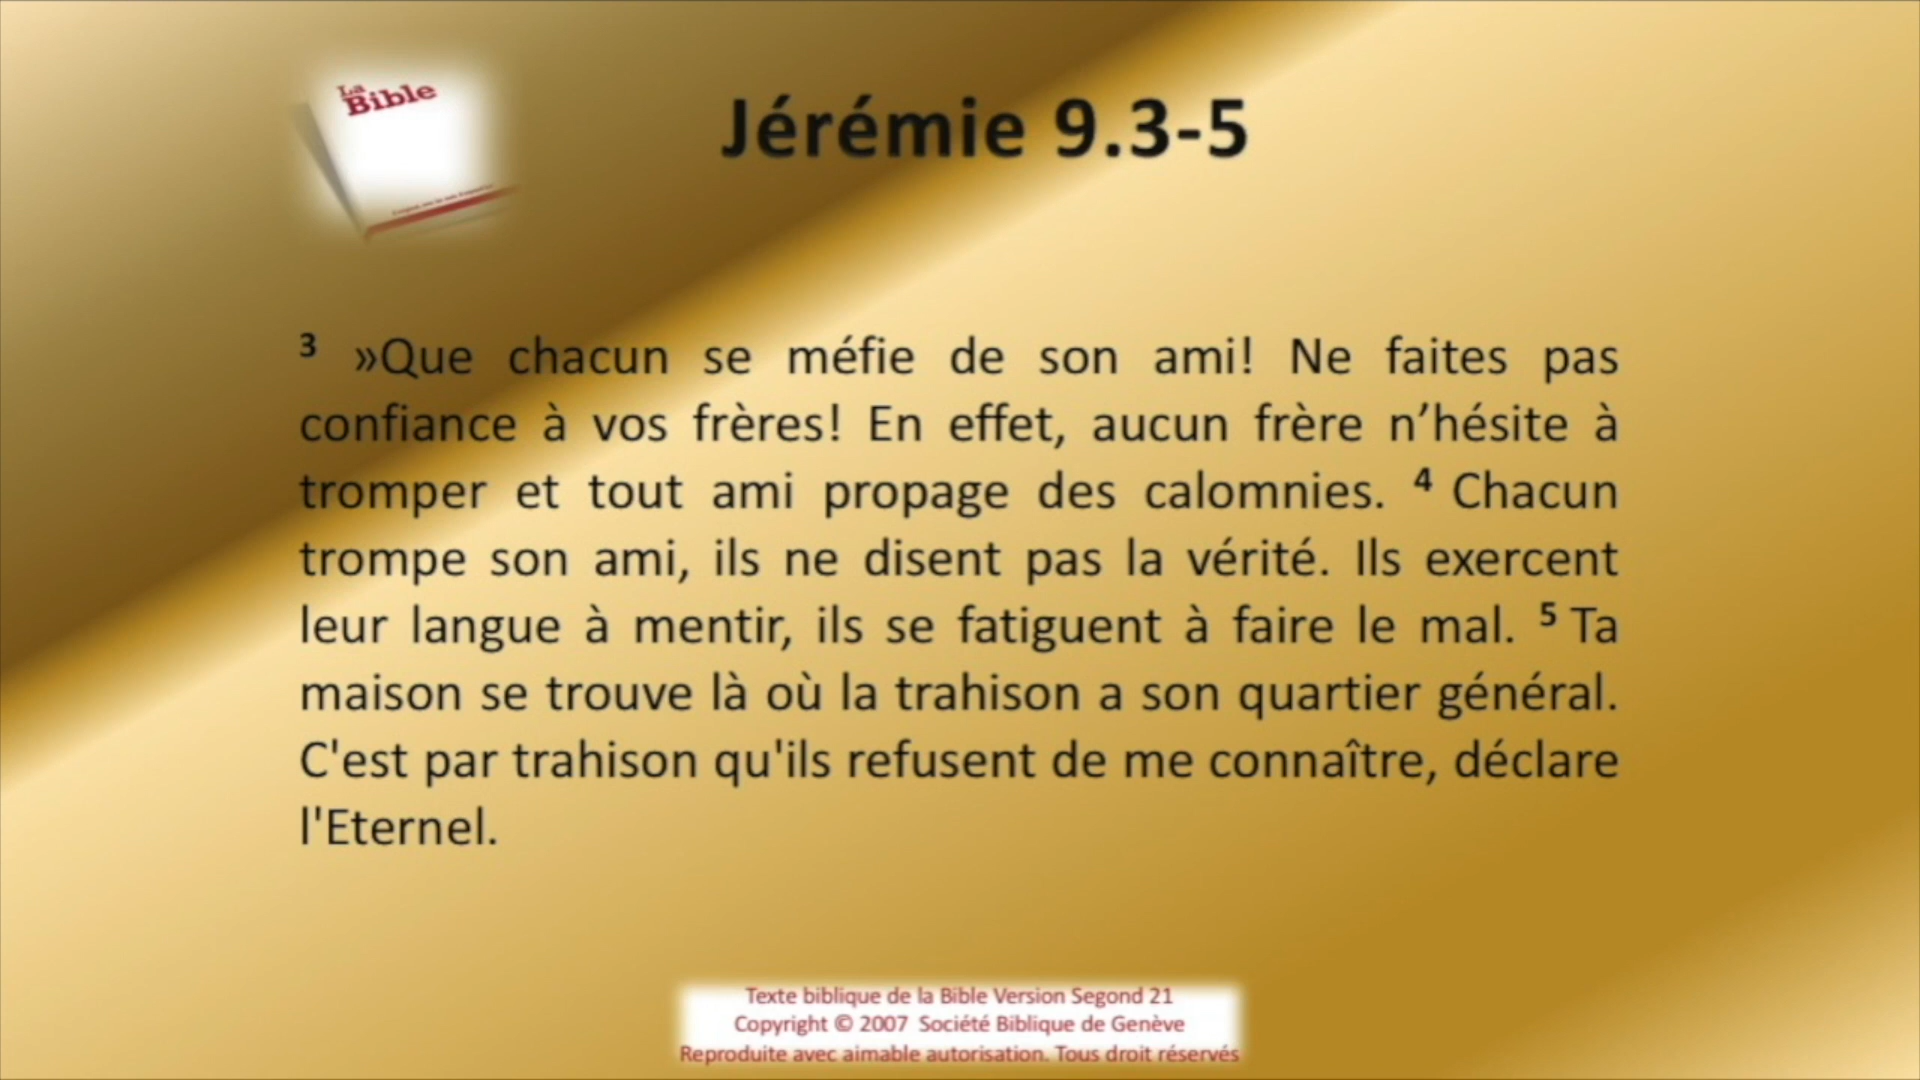 La
Bible
Jérémie 9.3-5
3 »Que chacun se méfie de son ami! Ne faites pas
confiance à vos frères! En effet, aucun frère n’hésite à
tromper et tout ami propage des calomnies. 4 Chacun
trompe son ami, ils ne disent pas la vérité. Ils exercent
leur langue à mentir, ils se fatiguent à faire le mal. 5 Ta
maison se trouve là où la trahison a son quartier général.
C'est par trahison qu'ils refusent de me connaître, déclare
l'Eternel.
Texte biblique de la Bible Version Segond 21
Copyright © 2007 Société Biblique de Genève
Reproduite avec aimable autorisation. Tous droit réservés